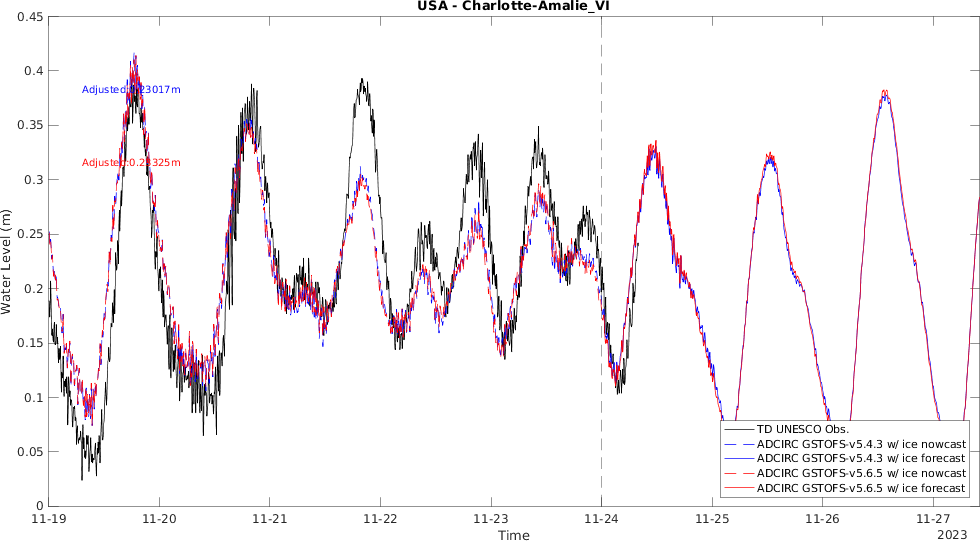 USA - Charlotte-Amalie_VI
0.45
0.4
0.35
0.3
0.25
0.2
0.15
0.1
0.05
0
Water Level (m)
Adjusted:0.23017m
Adjusted:0.23325m
TD UNESCO Obs.
ADCIRC GSTOFS-v5.4.3 w/ ice nowcast
ADCIRC GSTOFS-v5.4.3 w/ ice forecast
ADCIRC GSTOFS-v5.6.5 w/ ice nowcast
ADCIRC GSTOFS-v5.6.5 w/ ice forecast
11-19 11-20 11-21 11-22 11-23 11-24 11-25 11-26 11-27
Time
2023